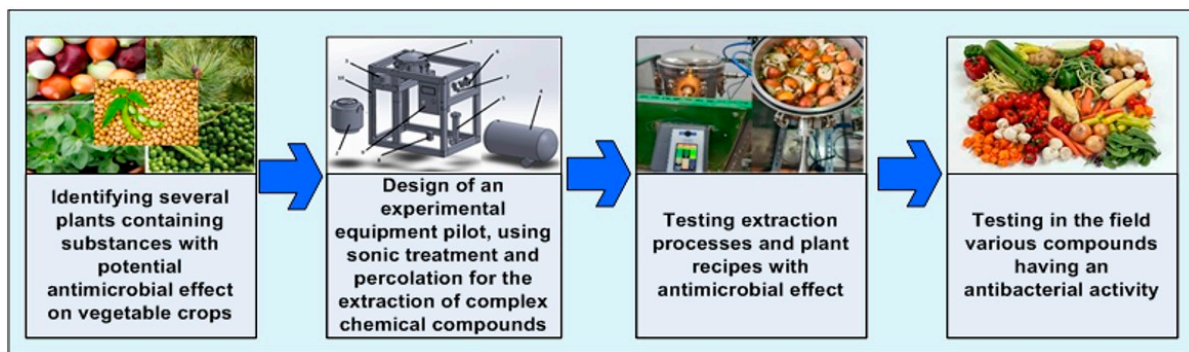 Identifying several
plants containing
substances with
potential
antimicrobial effect
on vegetable crops
Design of an
experimental
equipment pilot, using
sonic treatment and
percolation for the
extraction of complex
chemical compounds
Testing extraction
processes and plant
recipes with
antimicrobial effect
Testing in the field
various compounds
having an
antibacterial activity